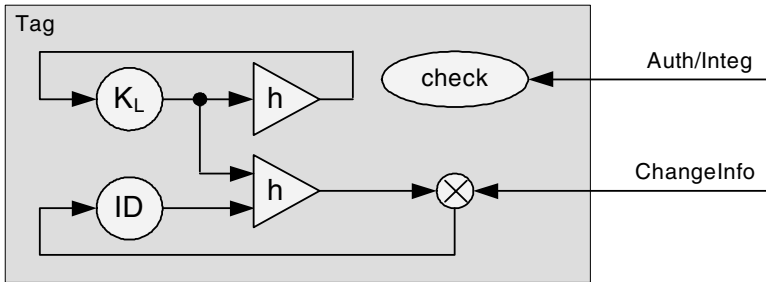 Tag
check
Auth/Integ
KL
h
h
ChangeInfo
ID